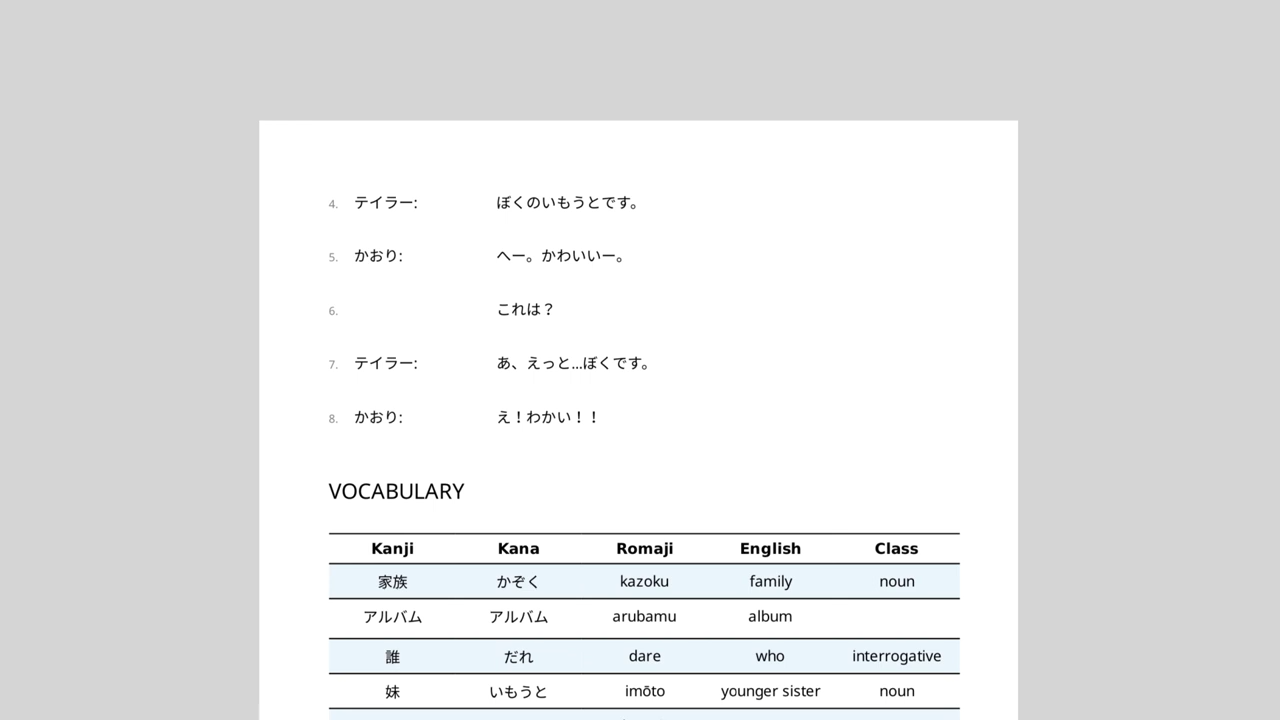 4. テイラー: ぼくのいもうとです。
5. かおり: へー。かわいいー。
6. これは？
7. テイラー: あ、えっと...ぼくです。
8. かおり: え！わかい！！
VOCABULARY
Kanji Kana Romaji English Class
家族 かぞく kazoku family noun
アルバム アルバム arubamu album
誰 だれ dare who interrogative
妹 いもうと imōto younger sister noun